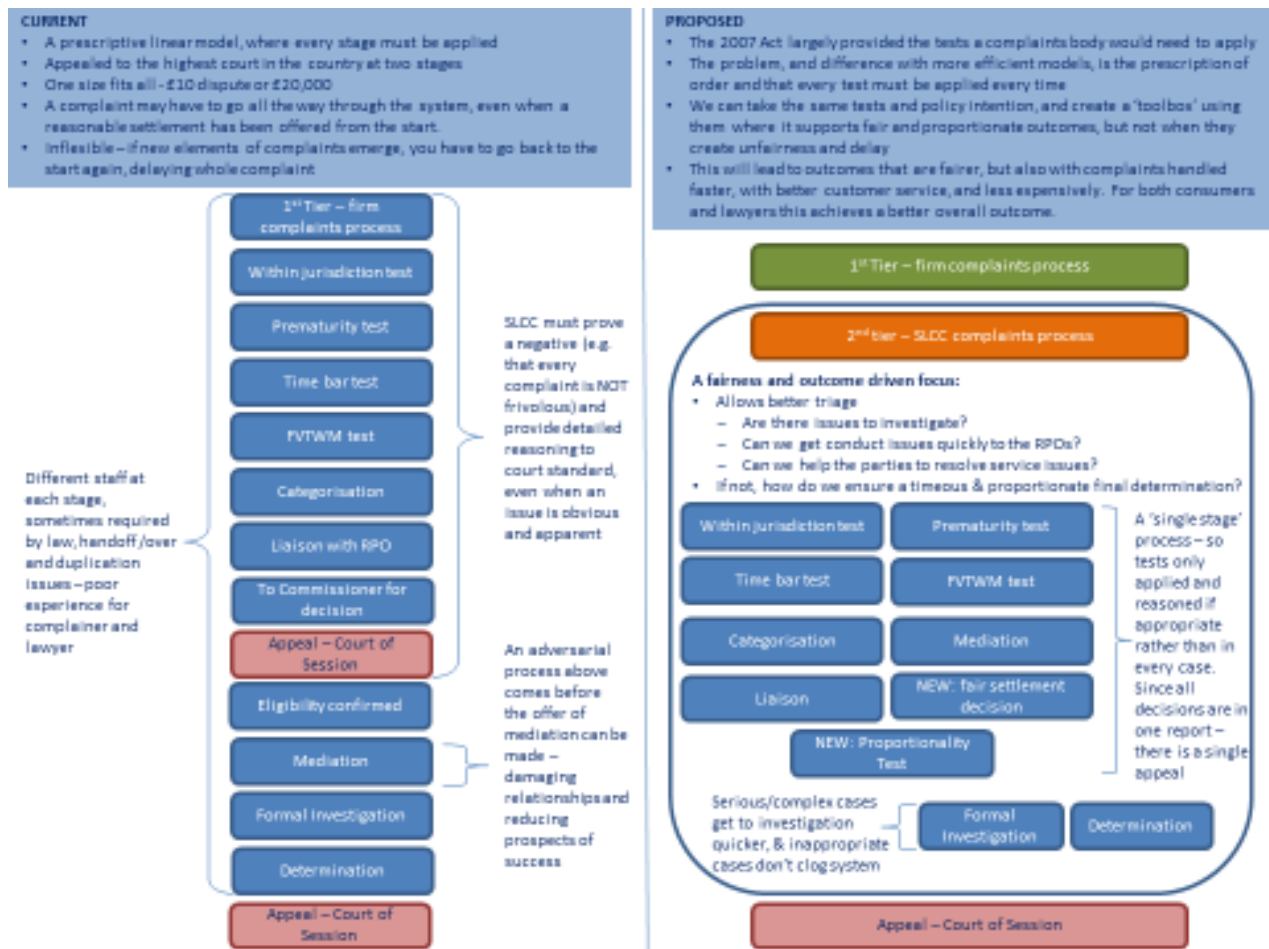 CURRENT
• A prescriptive linear model, where every stage must be applied
• Appealed to the highest court in the country at two stages
• One size fits all - £10 dispute or £20,000
• A complaint may have to go all the way through the system, even when a
reasonable settlement has been offered from the start.
• Inflexible – if new elements of complaints emerge, you have to go back to the
start again, delaying whole complaint
1st Tier – firm
complaints process
Within jurisdiction test
Prematurity test
Time bar test
FVTWM test
Categorisation
Liaison with RPO
To Commissioner for
decision
Appeal – Court of
Session
Eligibility confirmed
Mediation
Formal Investigation
Determination
Appeal – Court of
Session
Different staff at
each stage,
sometimes required
by law, handoff/over
and duplication
issues – poor
experience for
complainer and
lawyer
SLCC must prove
a negative (e.g.
that every
complaint is NOT
frivolous) and
provide detailed
reasoning to
court standard,
even when an
issue is obvious
and apparent
An adversarial
process above
comes before
the offer of
mediation can be
made –
damaging
relationships and
reducing
prospects of
success
PROPOSED
• The 2007 Act largely provided the tests a complaints body would need to apply
• The problem, and difference with more efficient models, is the prescription of
order and that every test must be applied every time
• We can take the same tests and policy intention, and create a 'toolbox' using
them where it supports fair and proportionate outcomes, but not when they
create unfairness and delay
• This will lead to outcomes that are fairer, but also with complaints handled
faster, with better customer service, and less expensively. For both consumers
and lawyers this achieves a better overall outcome.
1st Tier – firm complaints process
2nd tier – SLCC complaints process
A fairness and outcome driven focus:
• Allows better triage
– Are there issues to investigate?
– Can we get conduct issues quickly to the RPOs?
– Can we help the parties to resolve service issues?
• If not, how do we ensure a timeous & proportionate final determination?
Within jurisdiction test
Prematurity test
Time bar test
FVTWM test
Categorisation
Mediation
Liaison
NEW: fair settlement
decision
NEW: Proportionality
Test
A 'single stage'
process – so
tests only
applied and
reasoned if
appropriate
rather than in
every case.
Since all
decisions are in
one report –
there is a single
appeal
Serious/complex cases
get to investigation
quicker, & inappropriate
cases don't clog system
Formal
Investigation
Determination
Appeal – Court of Session